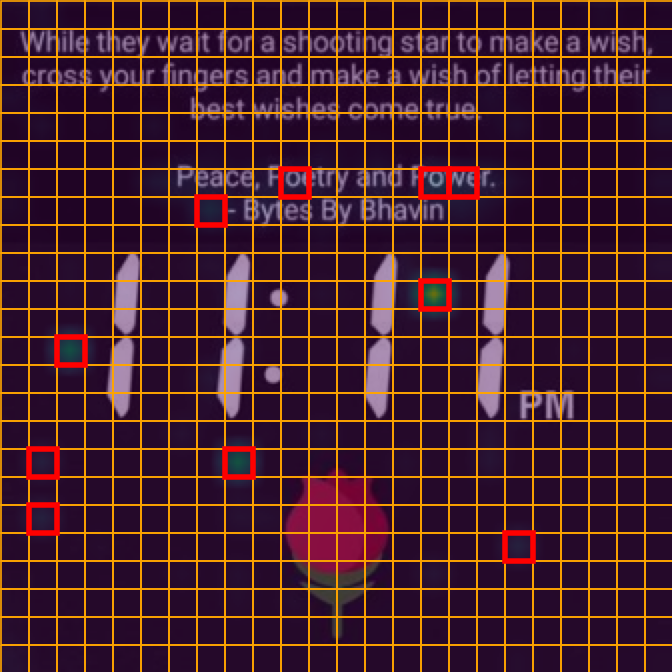 While they wait for a shooting star to make a wish,
cross your fingers and make a wish of letting their
best wishes come true.
Peace, Poetry and Power.
- Bytes By Bhavin
11:11 PM